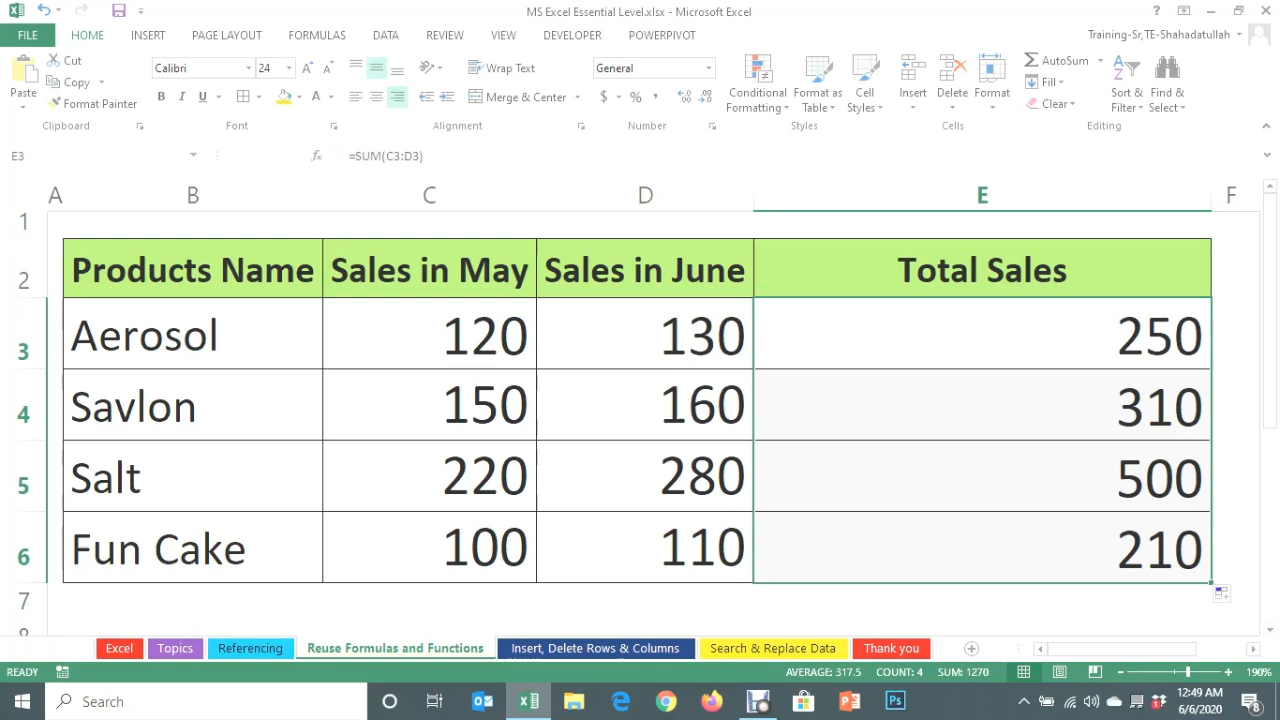 MS Excel Essential Level.xlsx - Microsoft Excel
FILE HOME INSERT PAGE LAYOUT FORMULAS DATA REVIEW VIEW DEVELOPER POWERPIVOT Training-Sr,TE-Shahadatullah
Cut
Copy
Format Painter
Paste
Clipboard
Calibri 24
B I U A
Font
Wrap Text
Merge & Center
Alignment
General
$ % ,
Number
Conditional Formatting
Format as Table
Cell Styles
Styles
Insert Delete Format
Cells
AutoSum
Fill
Clear
Sort & Filter
Find & Select
Editing
E3 fx =SUM(C3:D3)
A B C D E F
1
2 Products Name Sales in May Sales in June Total Sales
3 Aerosol 120 130 250
4 Savlon 150 160 310
5 Salt 220 280 500
6 Fun Cake 100 110 210
7
Excel Topics Referencing Reuse Formulas and Functions Insert, Delete Rows & Columns Search & Replace Data Thank you
READY AVERAGE: 317.5 COUNT: 4 SUM: 1270 190%
Search 12:49 AM
6/6/2020 8